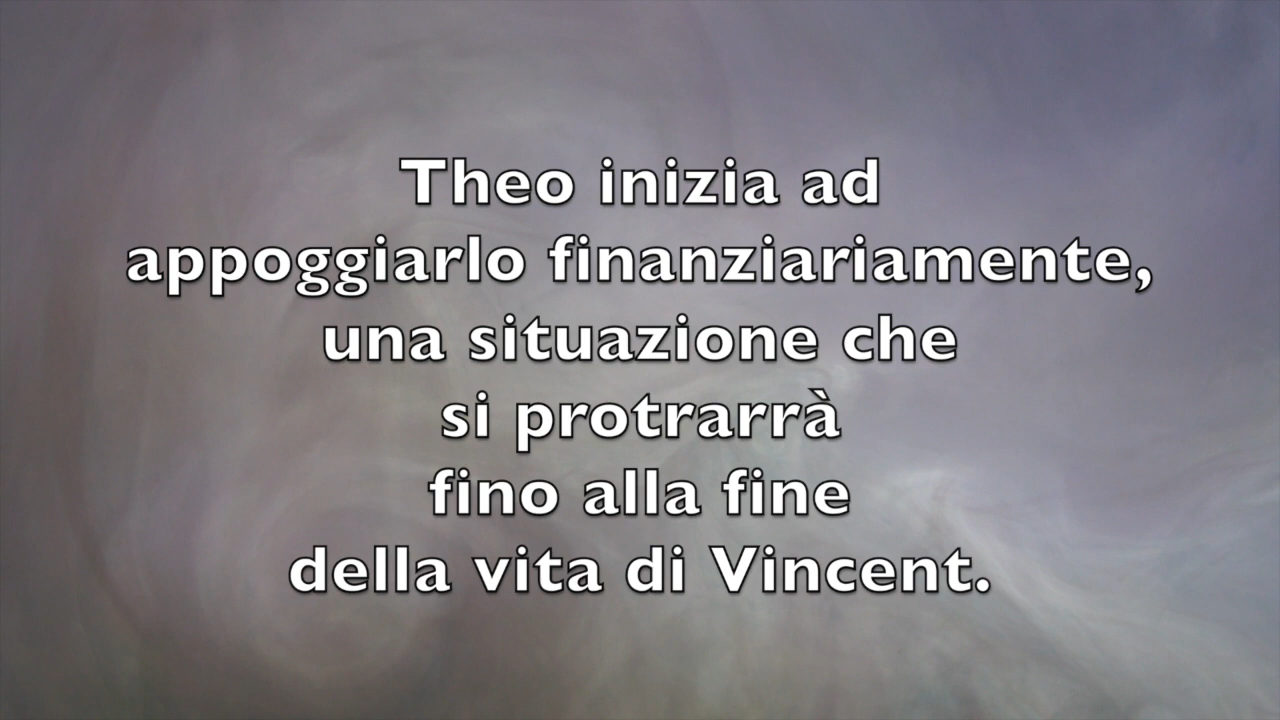 Theo inizia ad
appoggiarlo finanziariamente,
una situazione che
si protrarrà
fino alla fine
della vita di Vincent.